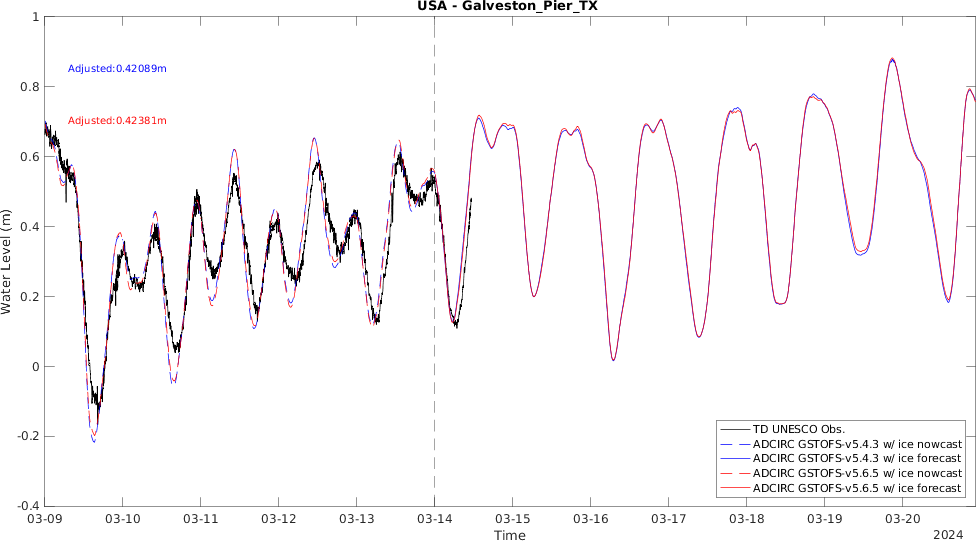 USA - Galveston_Pier_TX
Adjusted:0.42089m
Adjusted:0.42381m
Water Level (m)
1
0.8
0.6
0.4
0.2
0
-0.2
-0.4
TD UNESCO Obs.
ADCIRC GSTOFS-v5.4.3 w/ ice nowcast
ADCIRC GSTOFS-v5.4.3 w/ ice forecast
ADCIRC GSTOFS-v5.6.5 w/ ice nowcast
ADCIRC GSTOFS-v5.6.5 w/ ice forecast
03-09 03-10 03-11 03-12 03-13 03-14 03-15 03-16 03-17 03-18 03-19 03-20
Time
2024